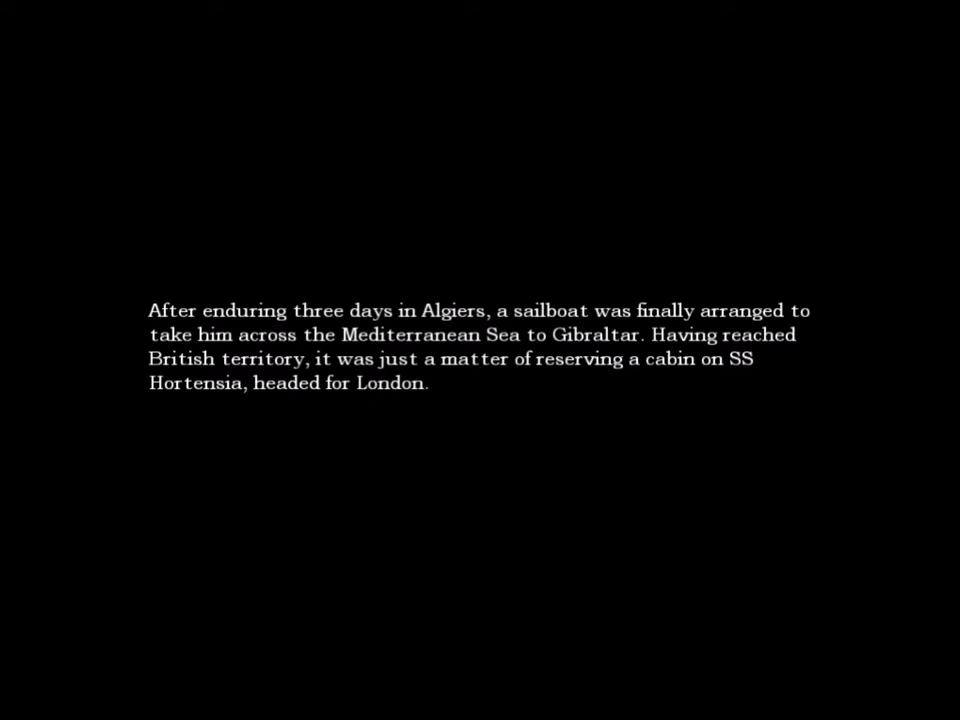 After enduring three days in Algiers, a sailboat was finally arranged to
take him across the Mediterranean Sea to Gibraltar. Having reached
British territory, it was just a matter of reserving a cabin on SS
Hortensia, headed for London.